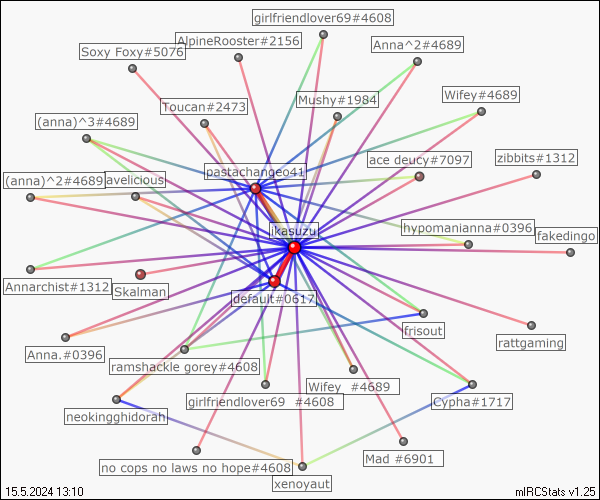 girlfriendlover69#4608
AlpineRooster#2156
Anna^2#4689
Soxy Foxy#5076
Wifey#4689
Mushy#1984
Toucan#2473
(anna)^3#4689
zibbits#1312
ace deucy#7097
pastachangeo41
(anna)^2#4689
avelicious
hypomanianna#0396
ikasuzu
fakedingo
Annarchist#1312
Skalman
default#0617
frisout
rattgaming
Anna.#0396
ramshackle gorey#4608
Wifey #4689
girlfriendlover69 #4608
Cypha#1717
neokingghidorah
Mad #6901
no cops no laws no hope#4608
xenoyaut
15.5.2024 13:10
mIRCStats v1.25